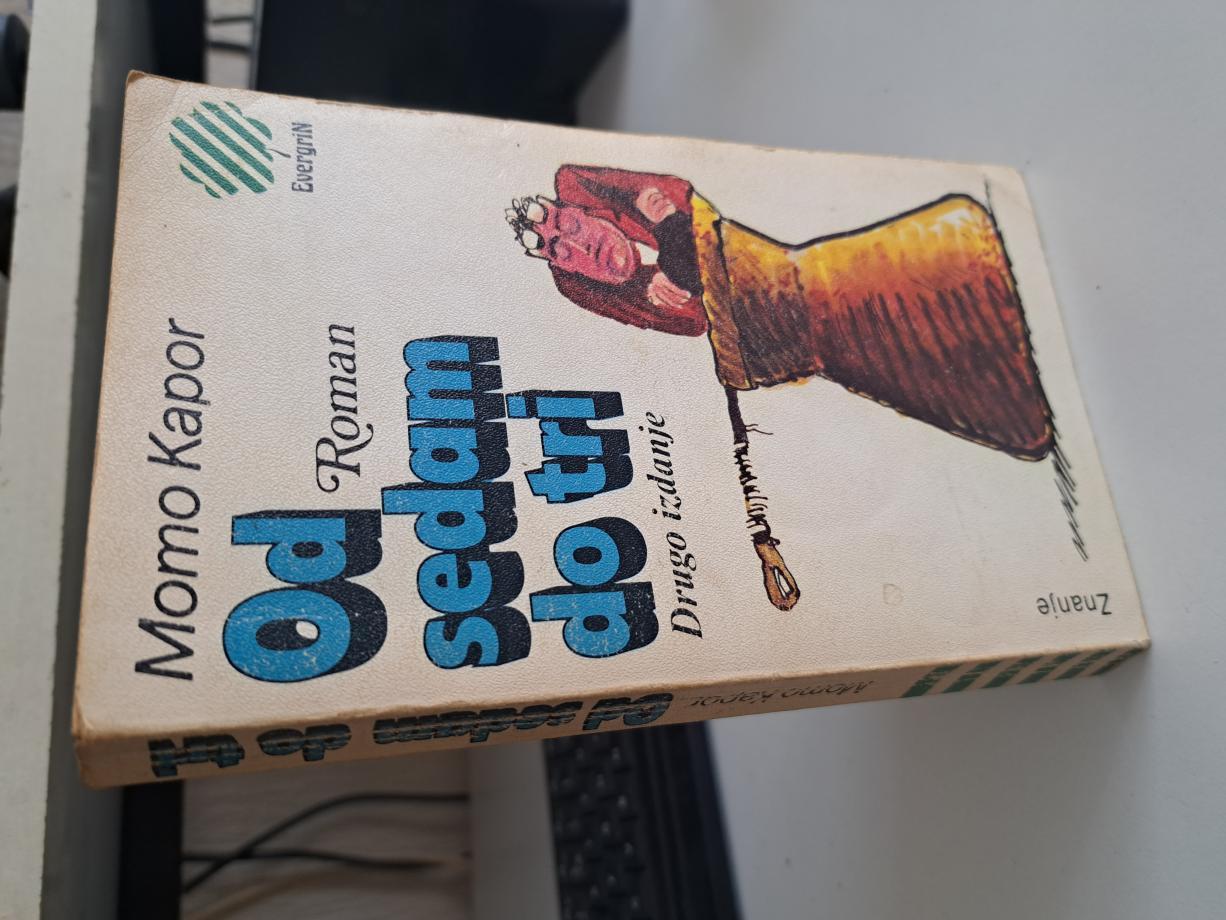 Momo Kapor
EvergriN
Roman
Od
sedam
do tri
Drugo izdanje
Znanje
Od sedam do tri
Momo Kapor